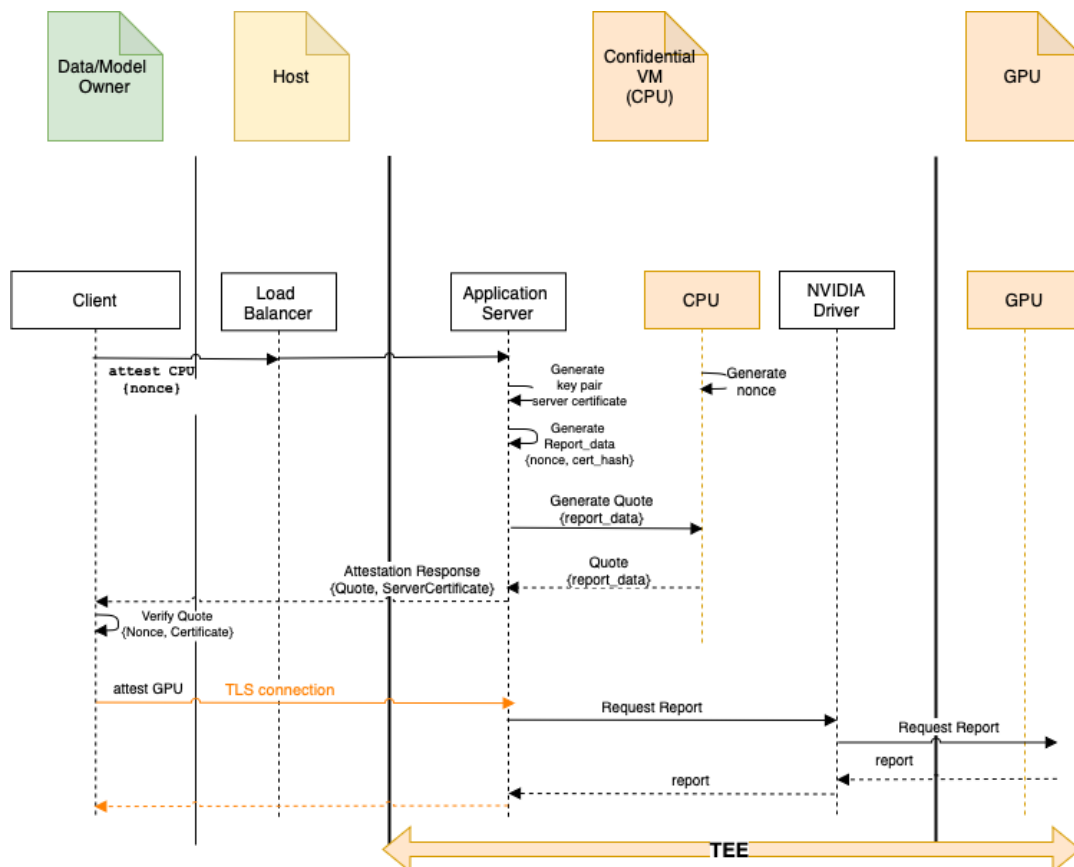 Data/Model
Owner
Host
Confidential
VM
(CPU)
GPU
Client
Load
Balancer
Application
Server
CPU
NVIDIA
Driver
GPU
attest CPU
{nonce}
Generate
key pair
server certificate
Generate
nonce
Generate
Report_data
{nonce, cert_hash}
Generate Quote
{report_data}
Quote
{report_data}
Attestation Response
{Quote, ServerCertificate}
Verify Quote
{Nonce, Certificate}
attest GPU
TLS connection
Request Report
Request Report
report
report
TEE